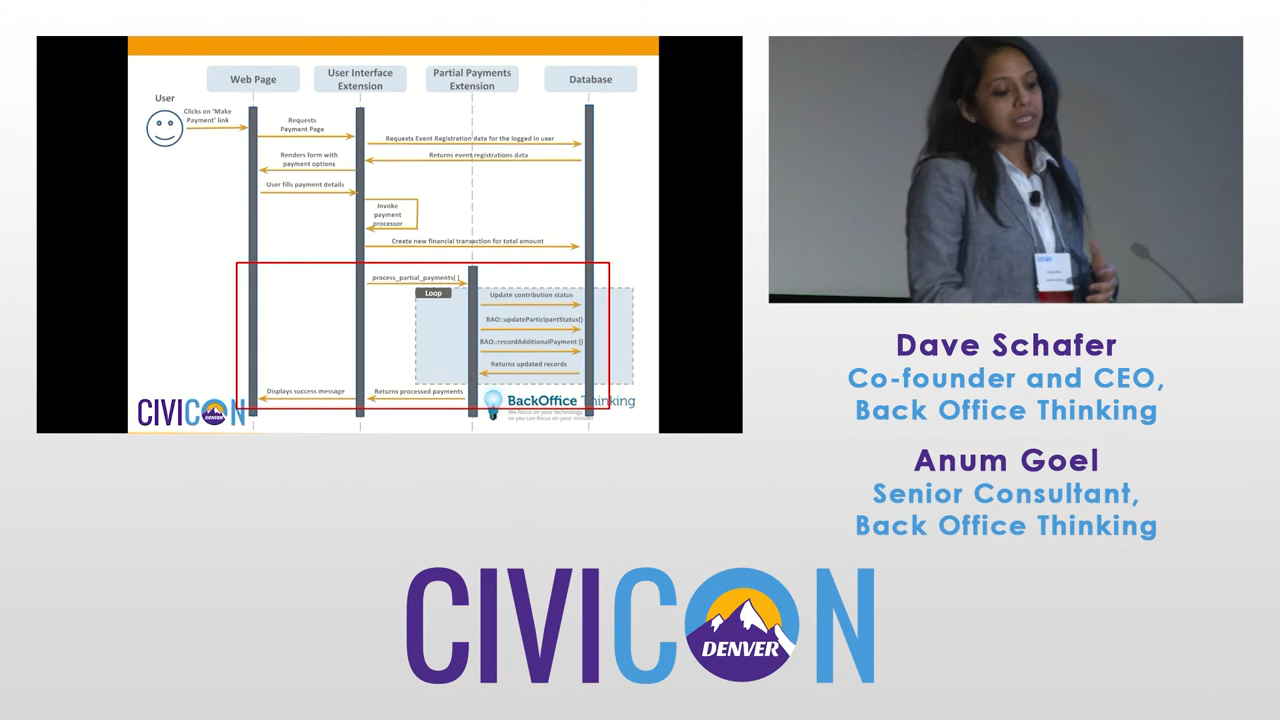 Web Page
User Interface
Extension
Partial Payments
Extension
Database
User
Clicks on 'Make
Payment' link
Requests
Payment Page
Requests Event Registration data for the logged in user
Returns event registrations data
Renders form with
payment options
User fills payment details
Invoke
payment
processor
Create new financial transaction for total amount
process_partial_payments( )
Loop
Update contribution status
BAO::updateParticipantStatus()
BAO::recordAdditionalPayment ()
Returns updated records
Displays success message
Returns processed payments
CIVICON
DENVER
BackOffice Thinking
We focus on your technology,
so you can focus on your mission
Dave Schafer
Co-founder and CEO,
Back Office Thinking
Anum Goel
Senior Consultant,
Back Office Thinking
CIVICON
DENVER